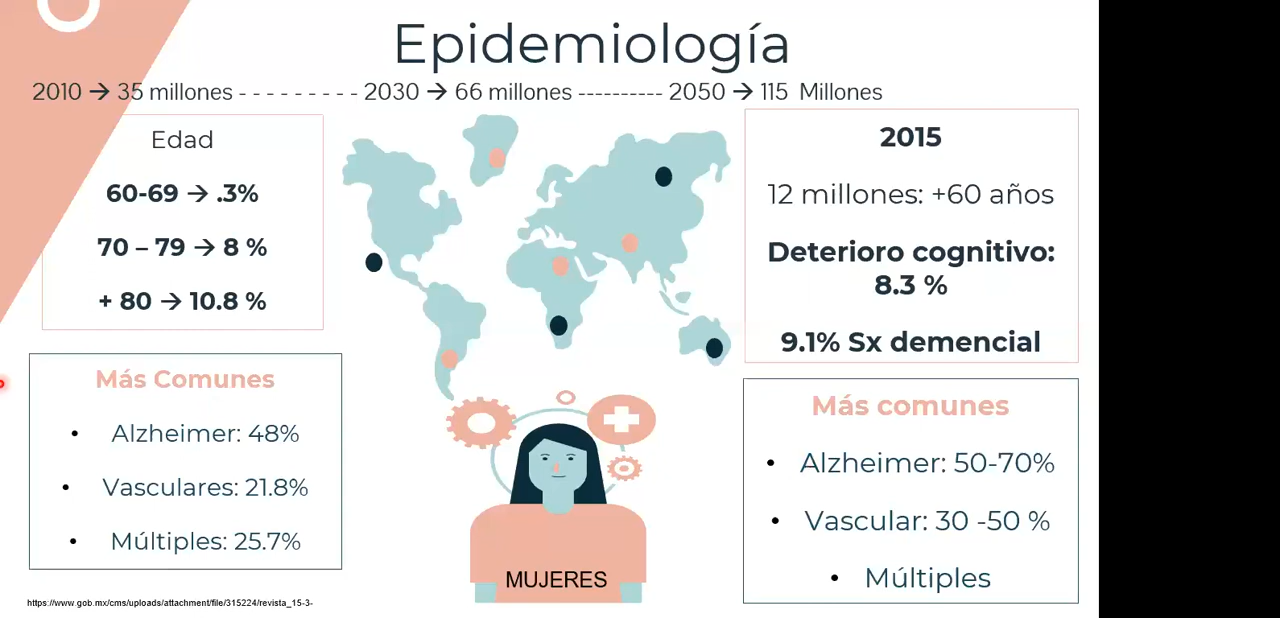 Epidemiología
2010 → 35 millones - - - - - - - - - 2030 → 66 millones ---------- 2050 → 115 Millones
Edad
60-69 → .3%
70 – 79 → 8 %
+ 80 → 10.8 %
Más Comunes
• Alzheimer: 48%
• Vasculares: 21.8%
• Múltiples: 25.7%
MUJERES
2015
12 millones: +60 años
Deterioro cognitivo:
8.3 %
9.1% Sx demencial
Más comunes
• Alzheimer: 50-70%
• Vascular: 30 -50 %
• Múltiples
https://www.gob.mx/cms/uploads/attachment/file/315224/revista_15-3-